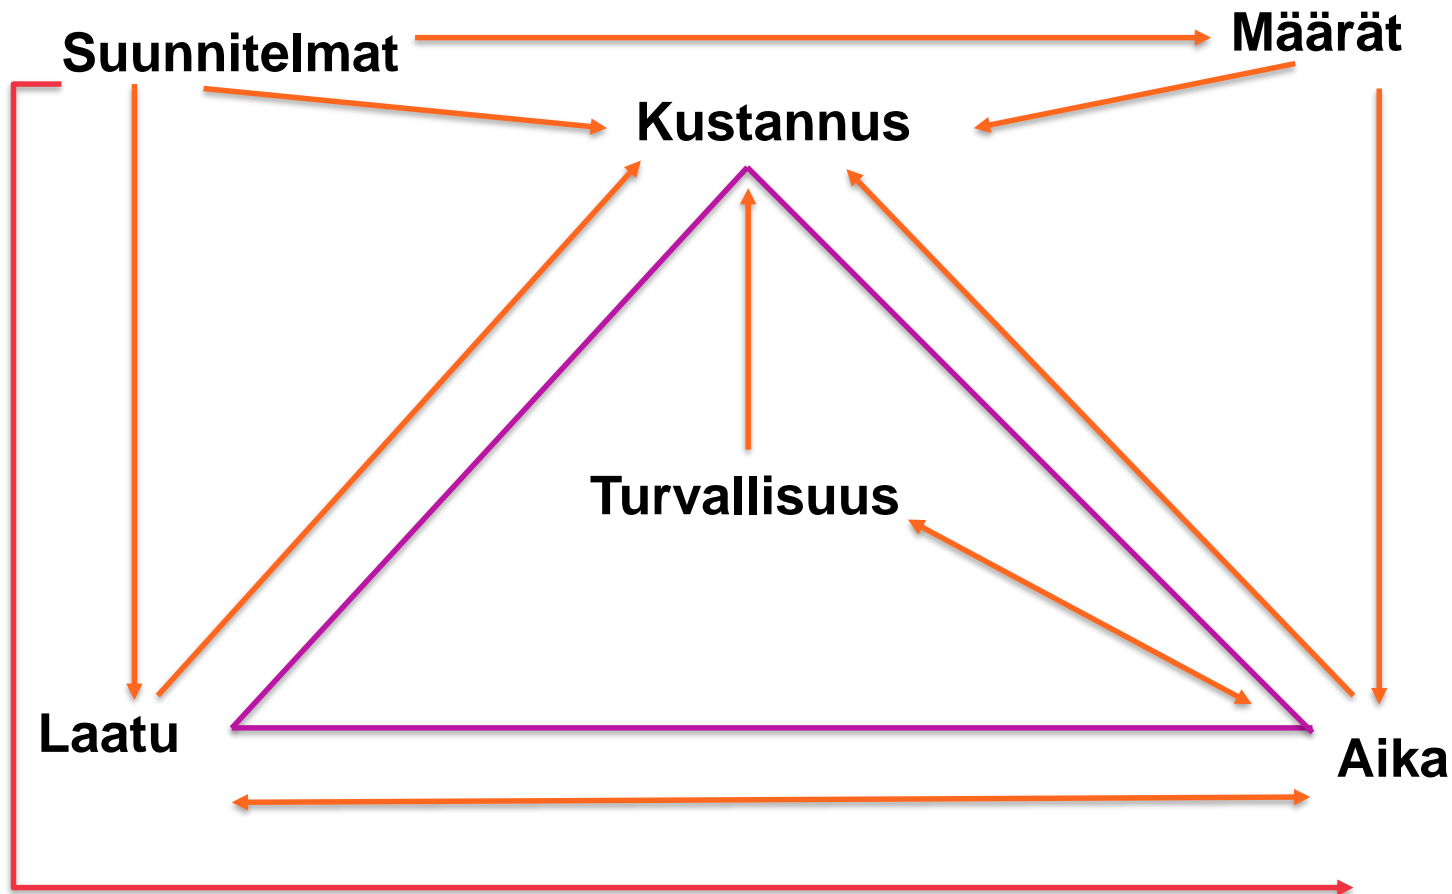 Suunnitelmat
Määrät
Kustannus
Turvallisuus
Laatu
Aika